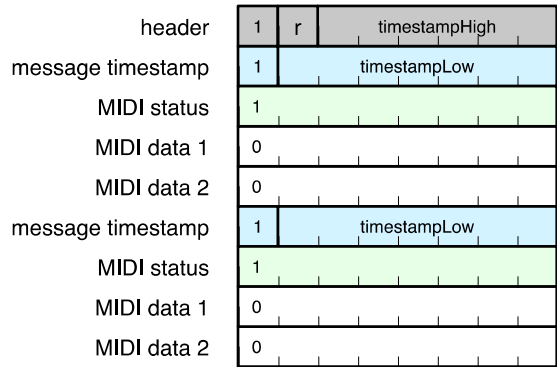 header 1 r timestampHigh
message timestamp 1 timestampLow
MIDI status 1
MIDI data 1 0
MIDI data 2 0
message timestamp 1 timestampLow
MIDI status 1
MIDI data 1 0
MIDI data 2 0